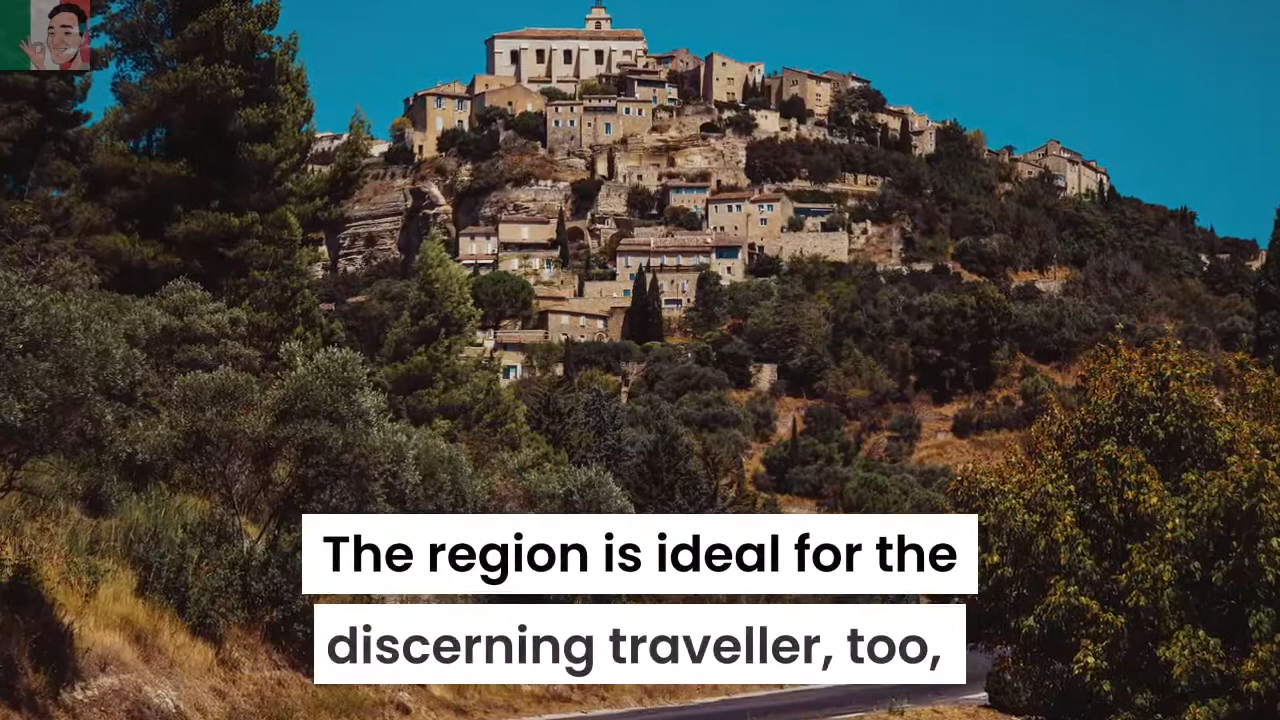 The region is ideal for the
discerning traveller, too,